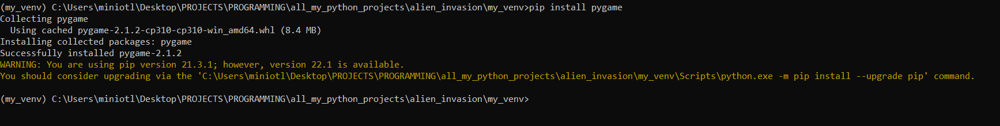 (my_venv) C:\Users\miniotl\Desktop\PROJECTS\PROGRAMMING\all_my_python_projects\alien_invasion\my_venv>pip install pygame
Collecting pygame
  Using cached pygame-2.1.2-cp310-cp310-win_amd64.whl (8.4 MB)
Installing collected packages: pygame
Successfully installed pygame-2.1.2
WARNING: You are using pip version 21.3.1; however, version 22.1 is available.
You should consider upgrading via the 'C:\Users\miniotl\Desktop\PROJECTS\PROGRAMMING\all_my_python_projects\alien_invasion\my_venv\Scripts\python.exe -m pip install --upgrade pip' command.
(my_venv) C:\Users\miniotl\Desktop\PROJECTS\PROGRAMMING\all_my_python_projects\alien_invasion\my_venv>